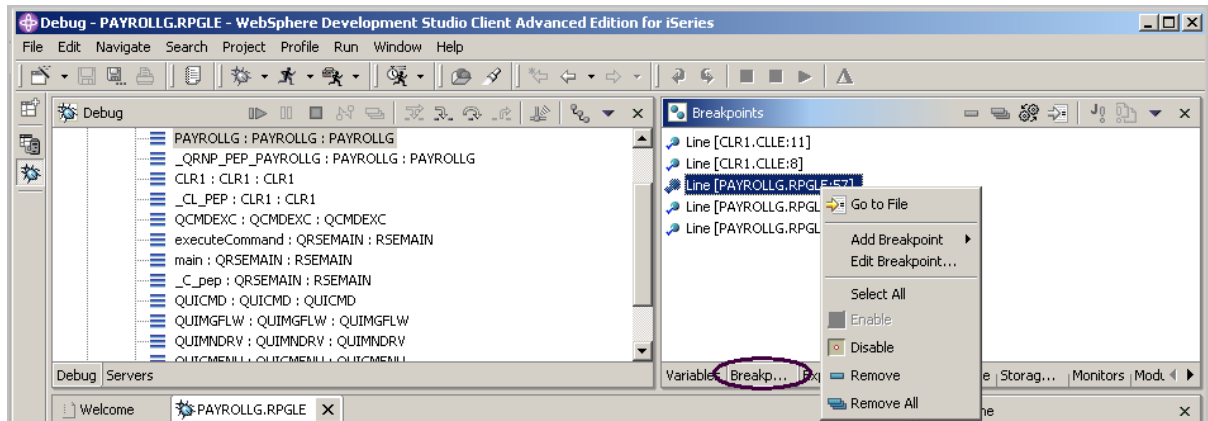 Debug - PAYROLLG.RPGLE - WebSphere Development Studio Client Advanced Edition for iSeries
File Edit Navigate Search Project Profile Run Window Help
Debug
PAYROLLG : PAYROLLG : PAYROLLG
_QRNP_PEP_PAYROLLG : PAYROLLG : PAYROLLG
CLR1 : CLR1 : CLR1
_CL_PEP : CLR1 : CLR1
QCMDEXC : QCMDEXC : QCMDEXC
executeCommand : QRSEMAIN : RSEMAIN
main : QRSEMAIN : RSEMAIN
_C_pep : QRSEMAIN : RSEMAIN
QUICMD : QUICMD : QUICMD
QUIMGFLW : QUIMGFLW : QUIMGFLW
QUIMNDRV : QUIMNDRV : QUIMNDRV
QUICMENU : QUICMENU : QUICMENU
Debug Servers
Breakpoints
Line [CLR1.CLLE:11]
Line [CLR1.CLLE:8]
Line [PAYROLLG.RPGLE:57]
Line [PAYROLLG.RPGL
Line [PAYROLLG.RPGL
Go to File
Add Breakpoint
Edit Breakpoint...
Select All
Enable
Disable
Remove
Remove All
Variables Breakp... Storag... Monitors
Welcome PAYROLLG.RPGLE